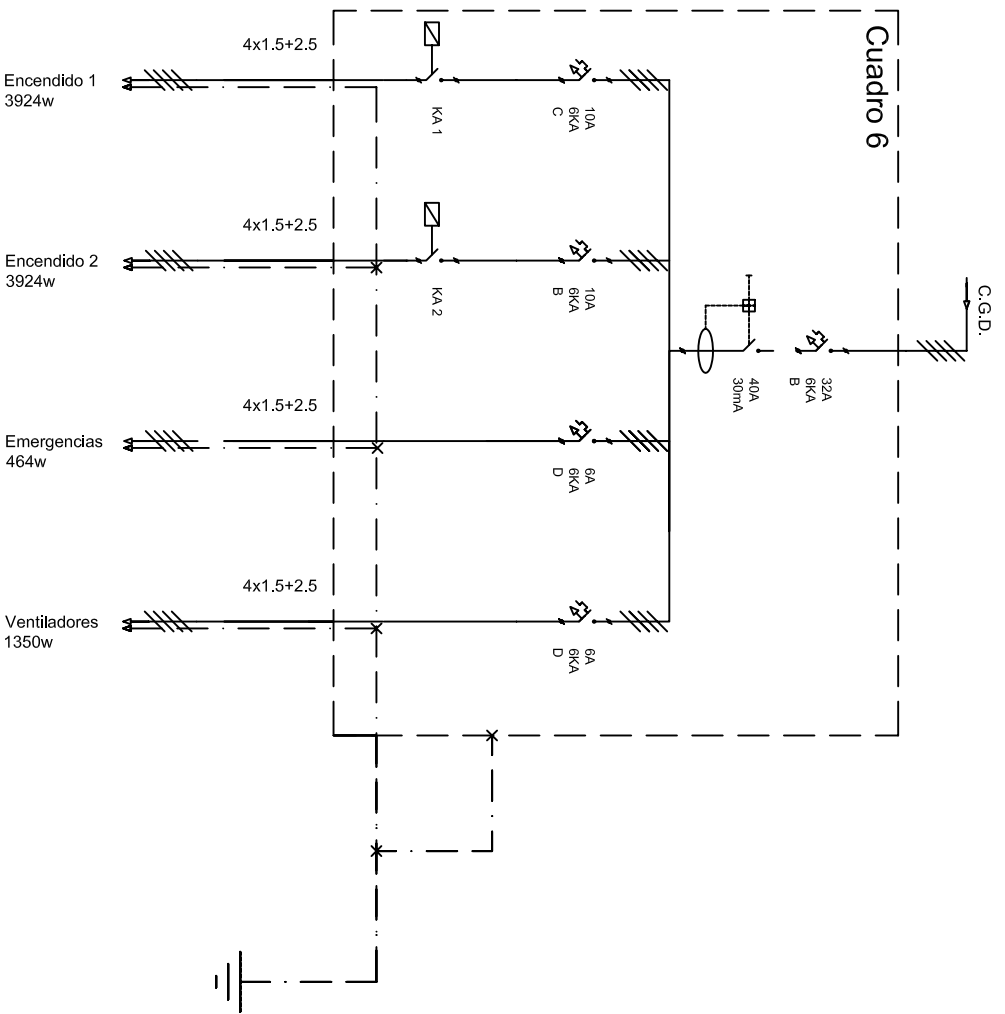 Cuadro 6
C.G.D.
32A
6KA
B
40A
30mA
4x1.5+2.5
Encendido 1
3924w
KA 1
10A
6KA
C
4x1.5+2.5
Encendido 2
3924w
KA 2
10A
6KA
B
4x1.5+2.5
Emergencias
464w
6A
6KA
D
4x1.5+2.5
Ventiladores
1350w
6A
6KA
D